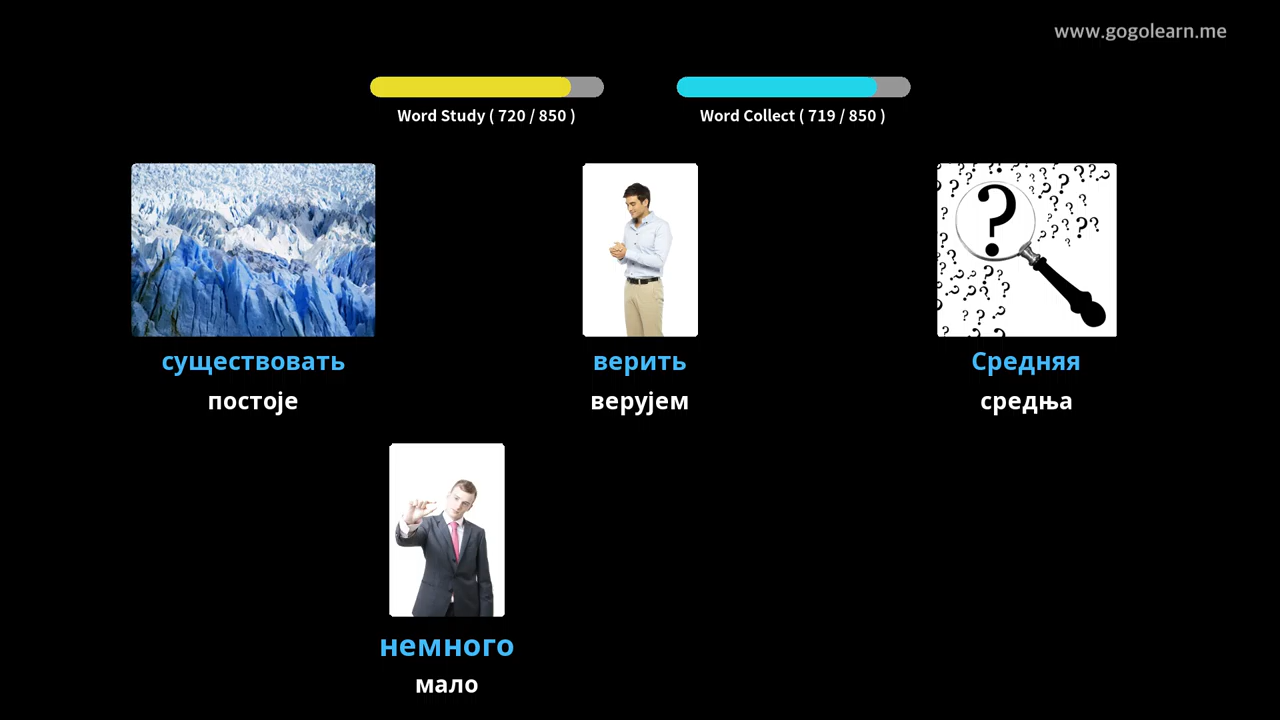 www.gogolearn.me
Word Study ( 720 / 850 )
Word Collect ( 719 / 850 )
существовать
постоје
верить
верујем
Средняя
средња
немного
мало